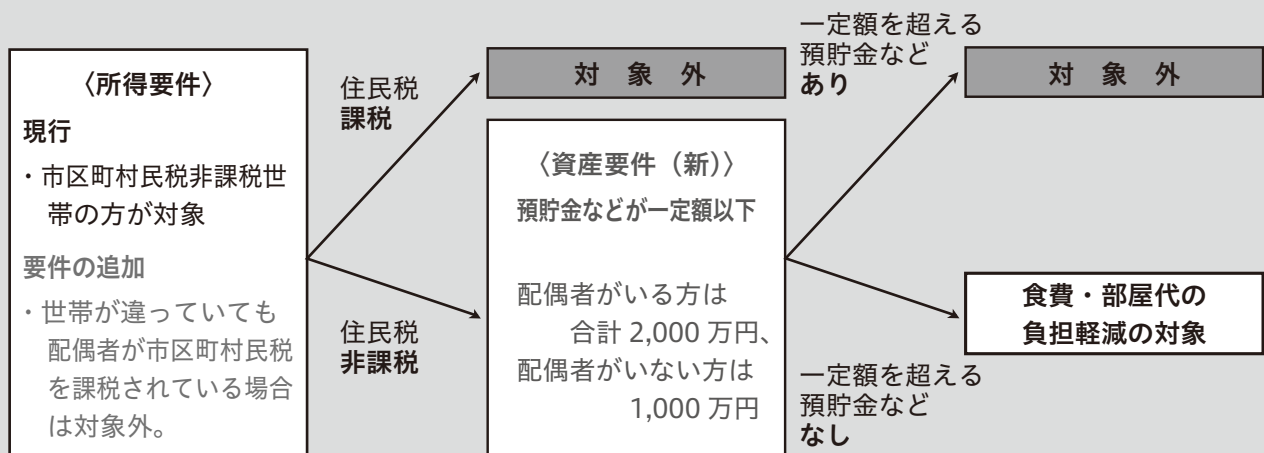 〈所得要件〉
現行
・市区町村民税非課税世
帯の方が対象
要件の追加
・世帯が違っていても
配偶者が市区町村民税
を課税されている場合
は対象外。
住民税
課税
住民税
非課税
対 象 外
〈資産要件（新）〉
預貯金などが一定額以下
配偶者がいる方は
合計 2,000 万円、
配偶者がいない方は
1,000 万円
一定額を超える
預貯金など
あり
一定額を超える
預貯金など
なし
対 象 外
食費・部屋代の
負担軽減の対象